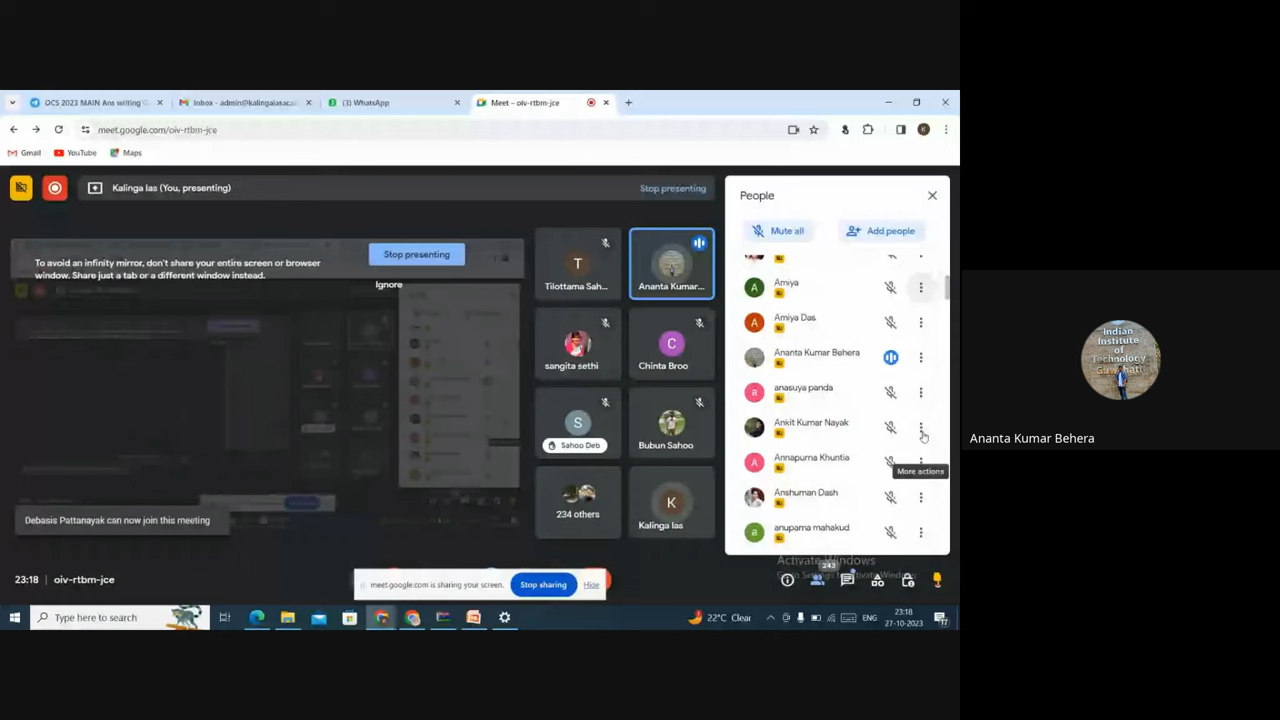 OCS 2023 MAIN Ans writing
Inbox - admin@kalingaiasac
(3) WhatsApp
Meet – oiv-rtbm-jce
meet.google.com/oiv-rtbm-jce
Gmail
YouTube
Maps
Kalinga Ias (You, presenting)
Stop presenting
People
Mute all
Add people
To avoid an infinity mirror, don't share your entire screen or browser
window. Share just a tab or a different window instead.
Stop presenting
Ignore
Tilottama Sah...
Ananta Kumar...
sangita sethi
Chinta Broo
Sahoo Deb
Bubun Sahoo
234 others
Kalinga Ias
Amiya
Amiya Das
Ananta Kumar Behera
anasuya panda
Ankit Kumar Nayak
Annapurna Khuntia
More actions
Anshuman Dash
anupama mahakud
Debasis Pattanayak can now join this meeting
Activate Windows
243
23:18
oiv-rtbm-jce
meet.google.com is sharing your screen.
Stop sharing
Hide
Type here to search
22°C Clear
ENG
23:18
27-10-2023
Indian
Institute
of
Technology
Guwahati
Ananta Kumar Behera